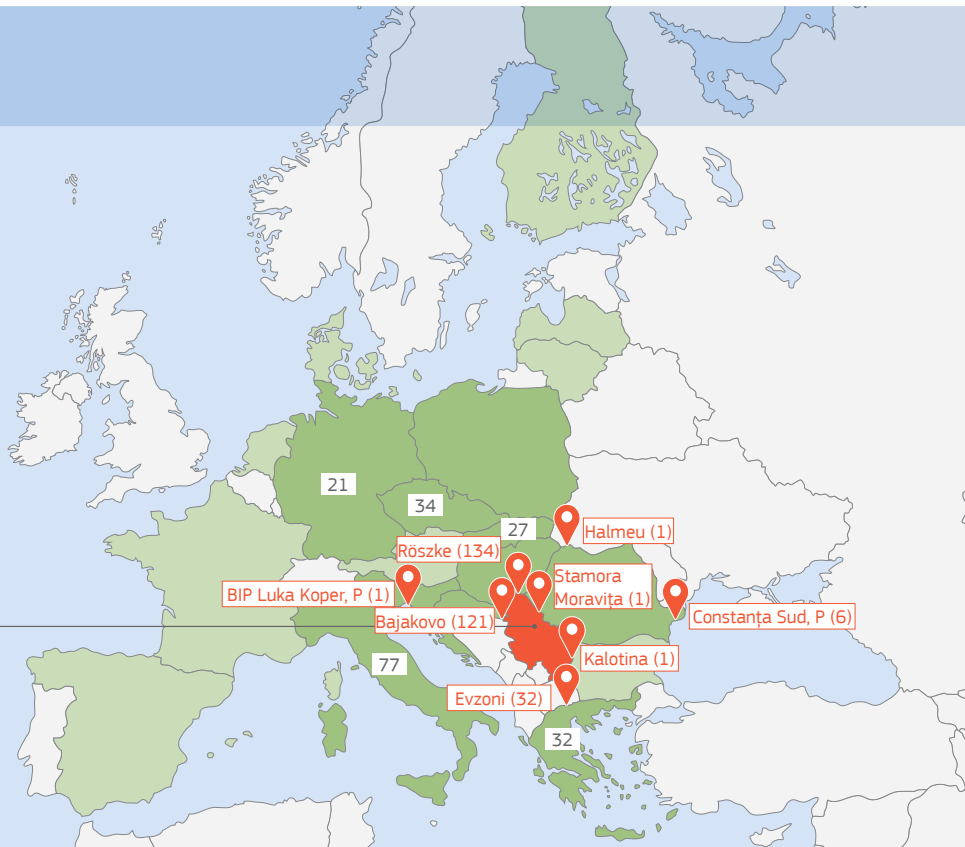 21
34
27
Halmeu (1)
Röszke (134)
Stamora
Moravița (1)
BIP Luka Koper, P (1)
Bajakovo (121)
Constanța Sud, P (6)
Kalotina (1)
77
Evzoni (32)
32